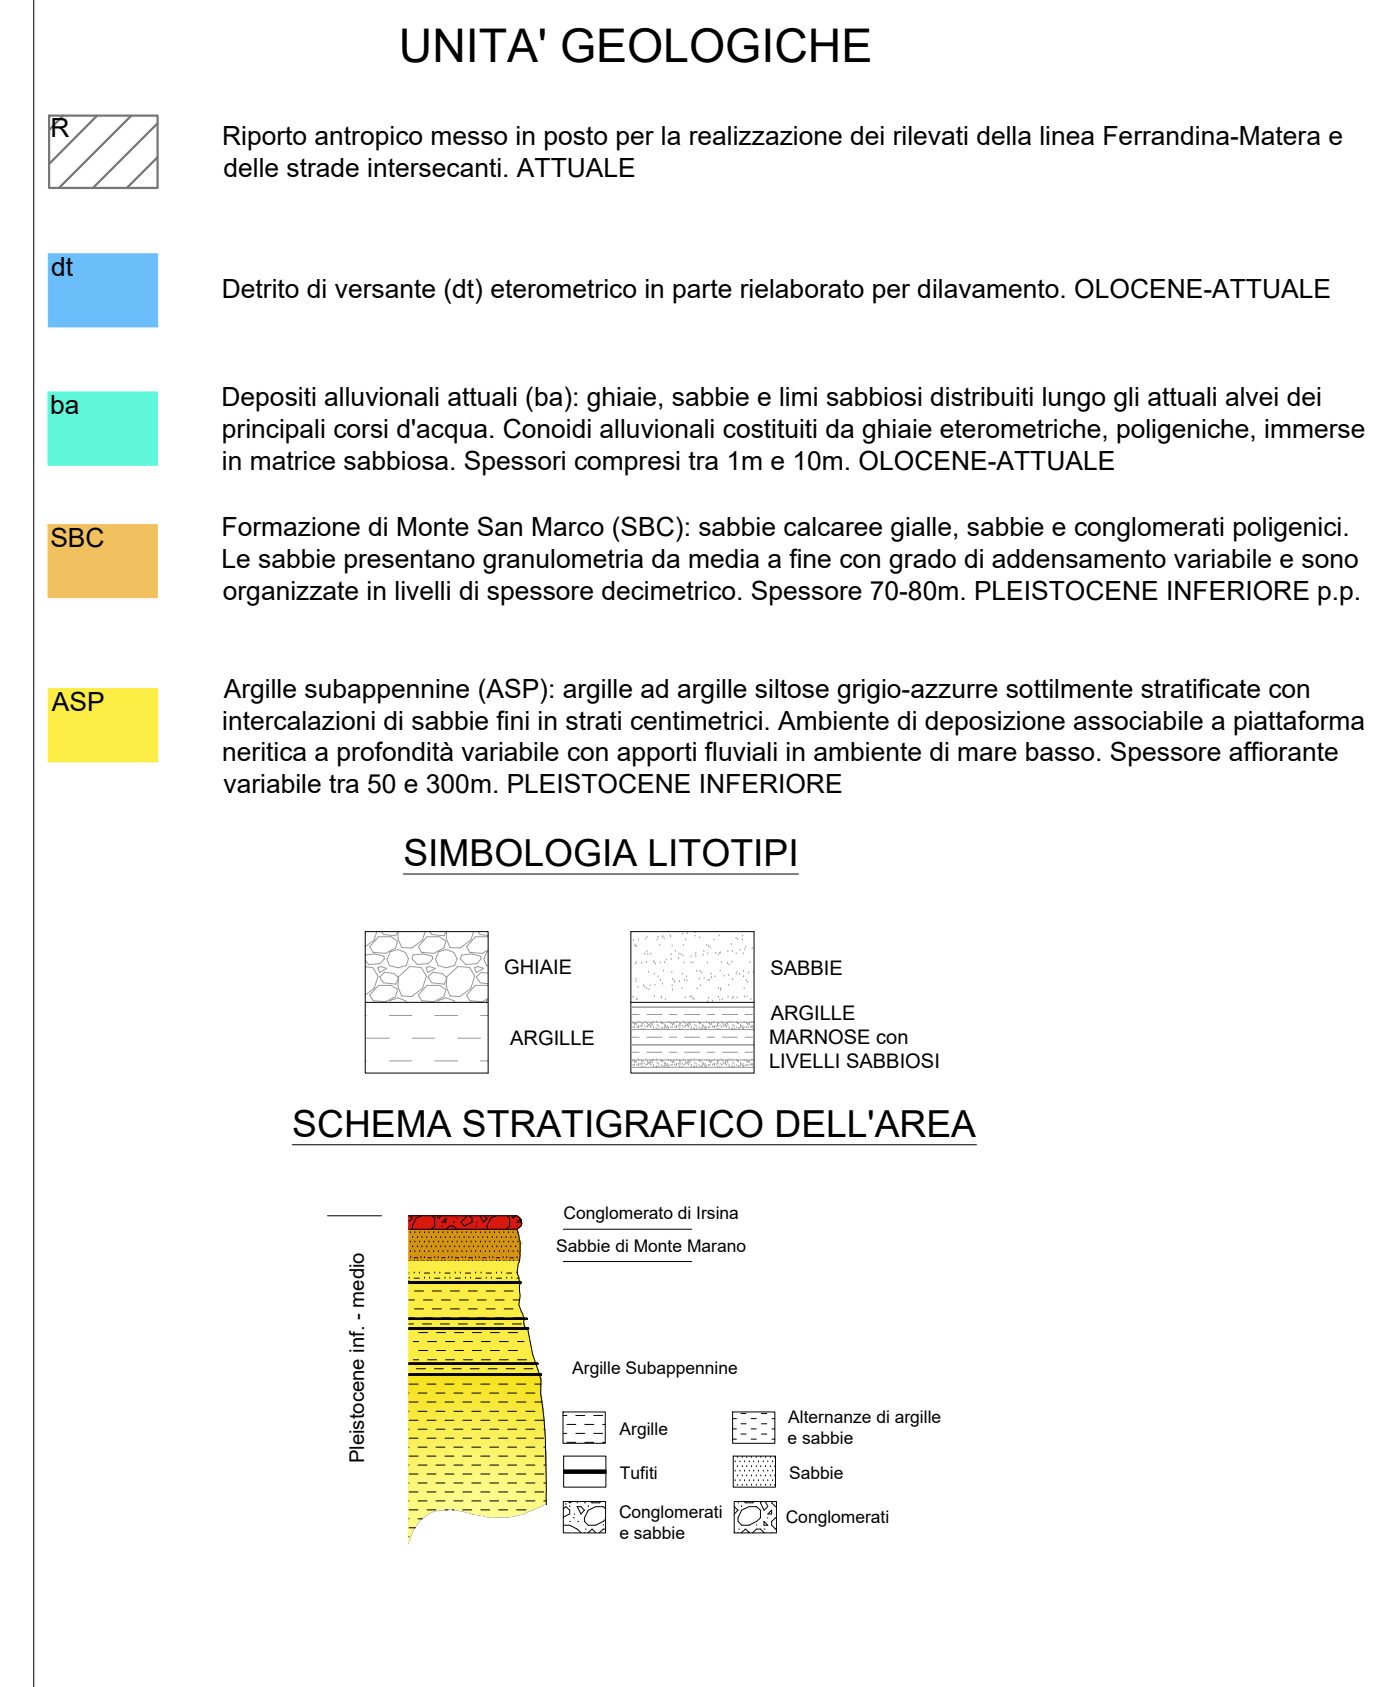 UNITA' GEOLOGICHE
R
Riporto antropico messo in posto per la realizzazione dei rilevati della linea Ferrandina-Matera e
delle strade intersecanti. ATTUALE
dt
Detrito di versante (dt) eterometrico in parte rielaborato per dilavamento. OLOCENE-ATTUALE
ba
Depositi alluvionali attuali (ba): ghiaie, sabbie e limi sabbiosi distribuiti lungo gli attuali alvei dei
principali corsi d'acqua. Conoidi alluvionali costituiti da ghiaie eterometriche, poligeniche, immerse
in matrice sabbiosa. Spessori compresi tra 1m e 10m. OLOCENE-ATTUALE
SBC
Formazione di Monte San Marco (SBC): sabbie calcaree gialle, sabbie e conglomerati poligenici.
Le sabbie presentano granulometria da media a fine con grado di addensamento variabile e sono
organizzate in livelli di spessore decimetrico. Spessore 70-80m. PLEISTOCENE INFERIORE p.p.
ASP
Argille subappennine (ASP): argille ad argille siltose grigio-azzurre sottilmente stratificate con
intercalazioni di sabbie fini in strati centimetrici. Ambiente di deposizione associabile a piattaforma
neritica a profondità variabile con apporti fluviali in ambiente di mare basso. Spessore affiorante
variabile tra 50 e 300m. PLEISTOCENE INFERIORE
SIMBOLOGIA LITOTIPI
GHIAIE
ARGILLE
SABBIE
ARGILLE
MARNOSE con
LIVELLI SABBIOSI
SCHEMA STRATIGRAFICO DELL'AREA
Pleistocene inf. - medio
Conglomerato di Irsina
Sabbie di Monte Marano
Argille Subappennine
Argille
Alternanze di argille
e sabbie
Tufiti
Sabbie
Conglomerati
e sabbie
Conglomerati